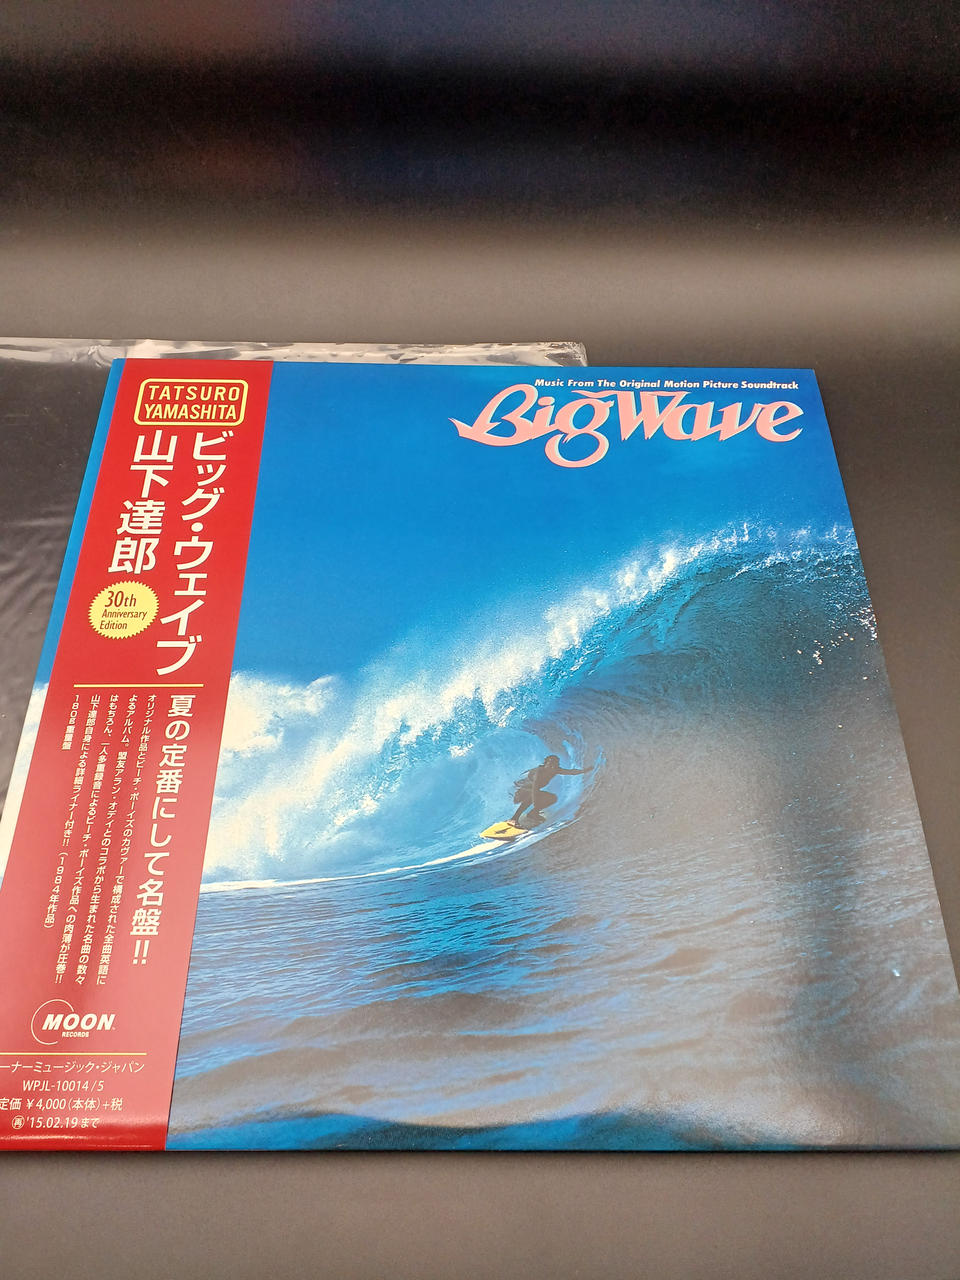 TATSURO
YAMASHITA
ビッグ・ウェイブ
山下達郎
30th
Anniversary
Edition
夏の定番にして名盤!!
オリジナル作品とビーチ・ボーイズのカヴァーで構成された全曲英語に
よるアルバム。盟友アラン・オデイとのコラボから生まれた名曲の数々
はもちろん、一人多重録音によるビーチ・ボーイズ作品への肉薄が圧巻!!
山下達郎自身による詳細ライナー付き!!(1984年作品)
180g重量盤
MOON
RECORDS
ーナーミュージック・ジャパン
WPJL-10014/5
定価 ¥4,000(本体)+税
再 '15.02.19まで
Music From The Original Motion Picture Soundtrack
Big Wave